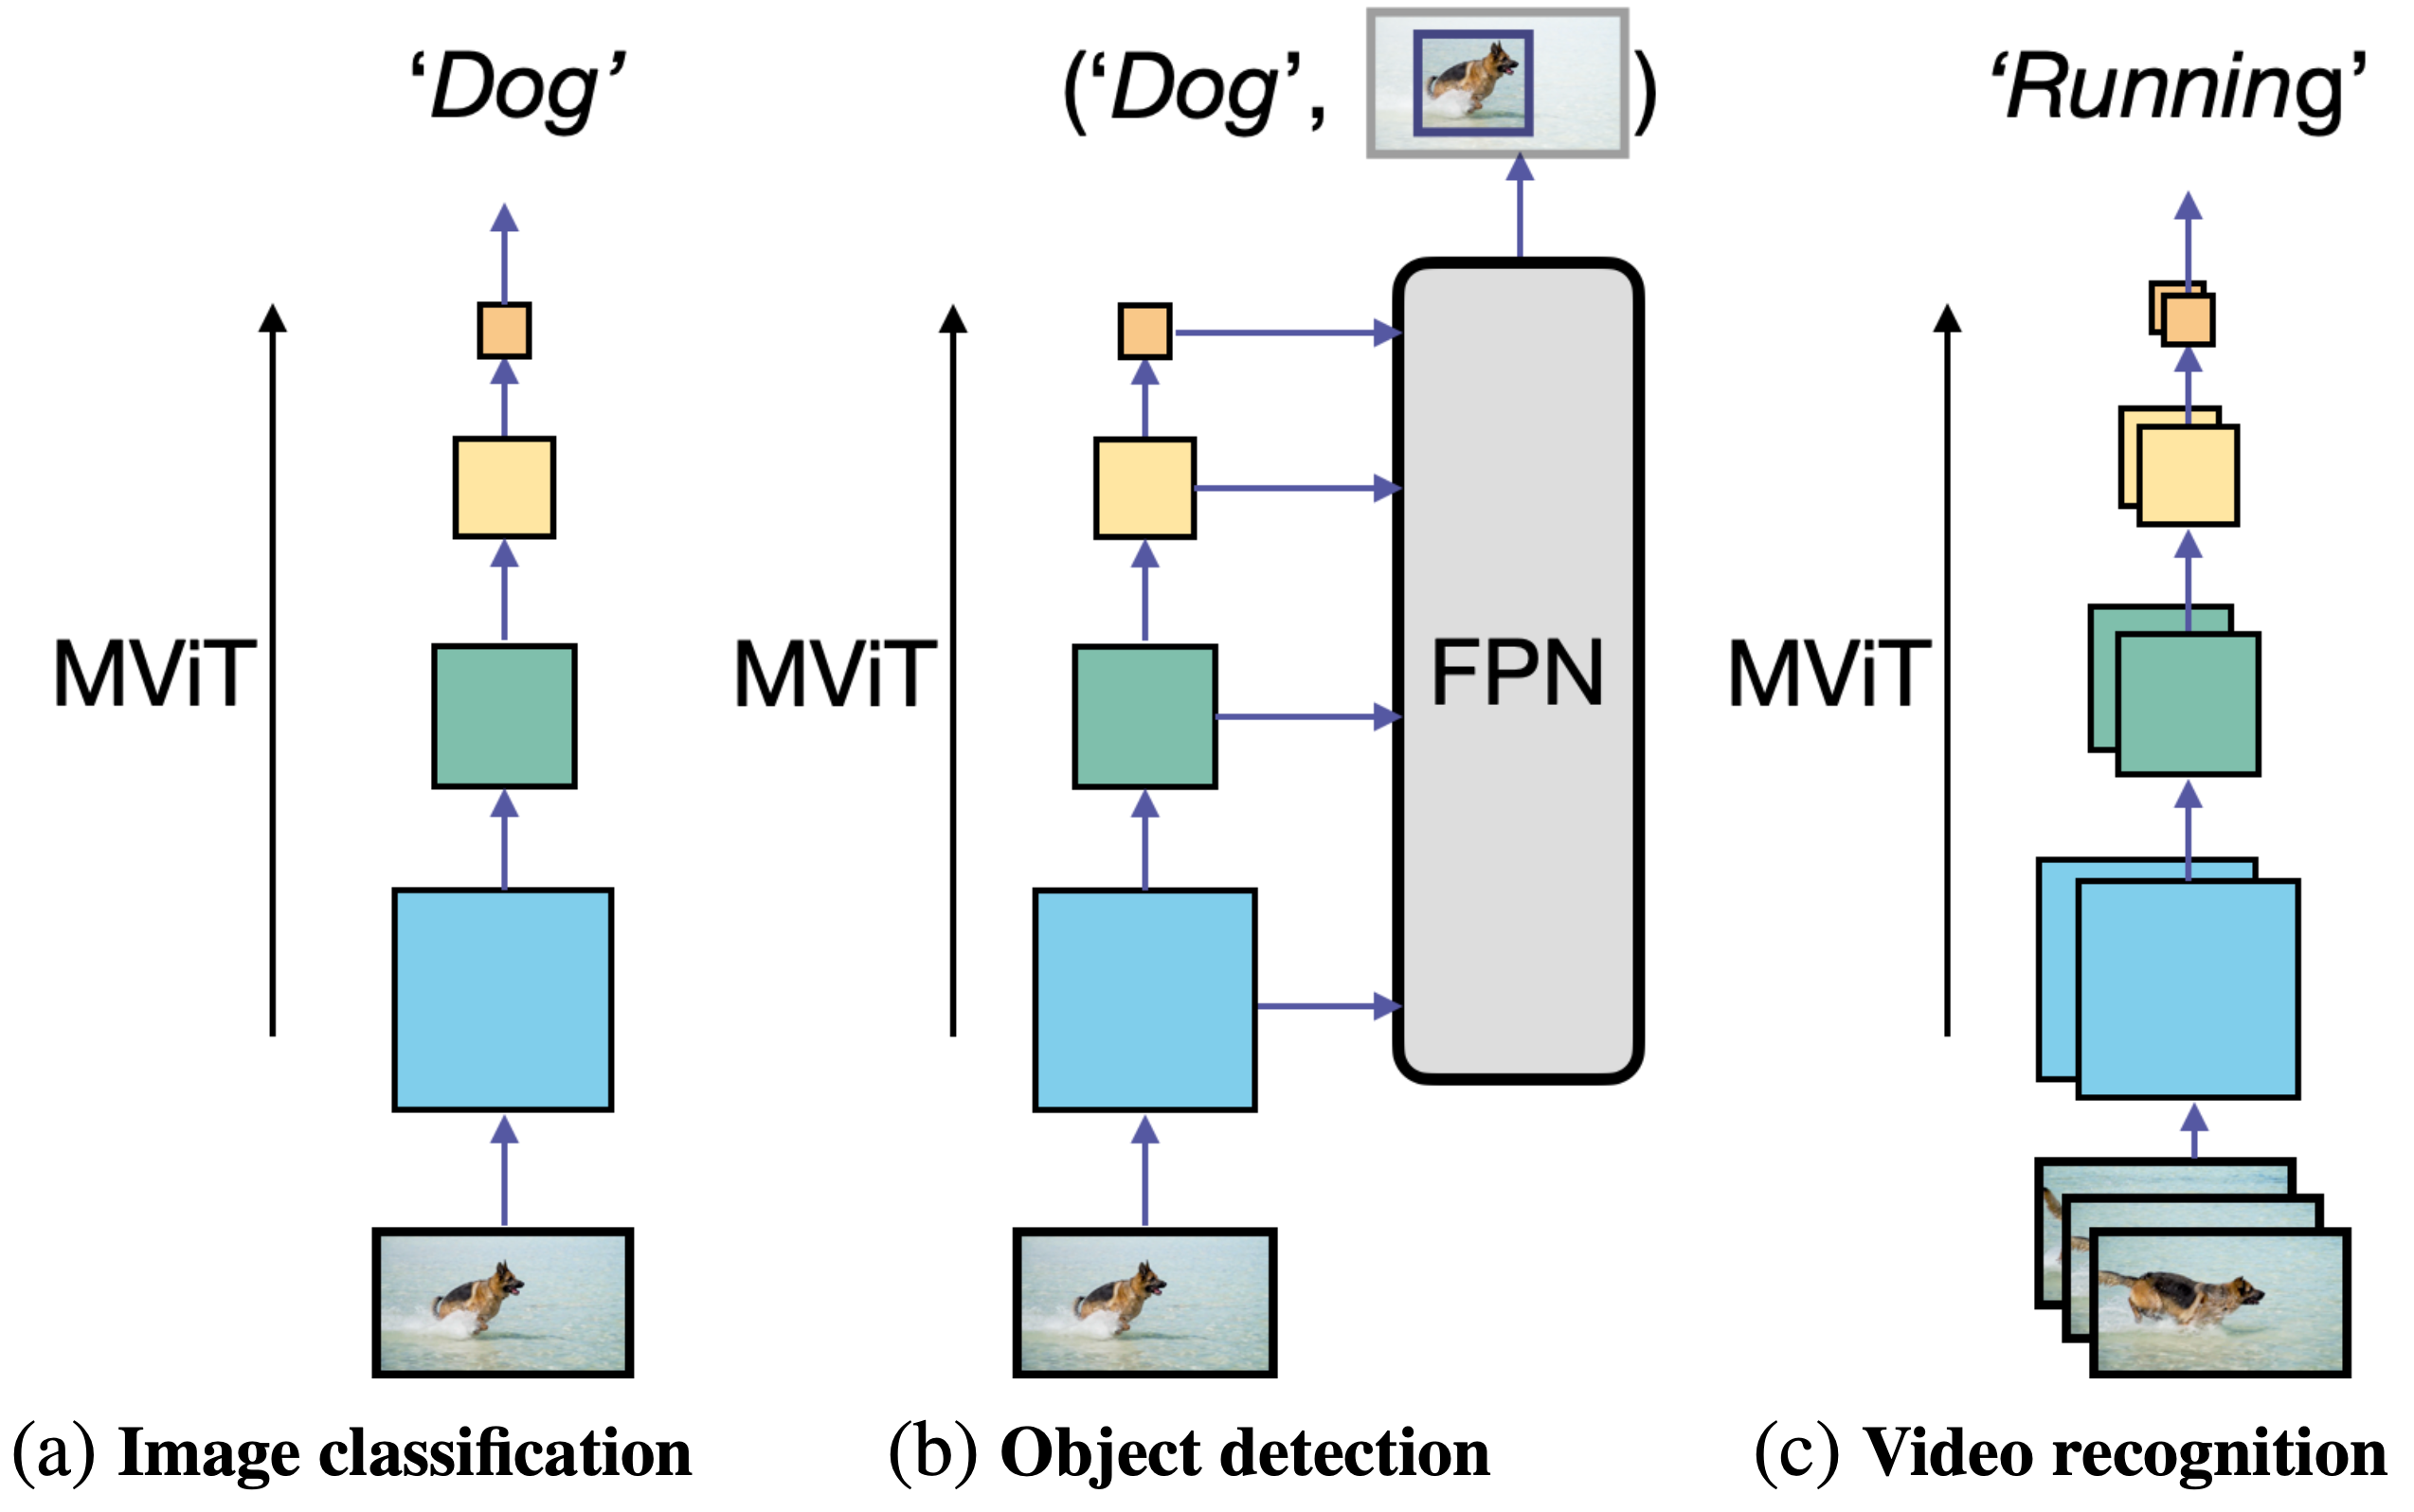 ‘Dog’
(‘Dog’, )
‘Running’
MViT
MViT
FPN
MViT
(a) Image classification
(b) Object detection
(c) Video recognition